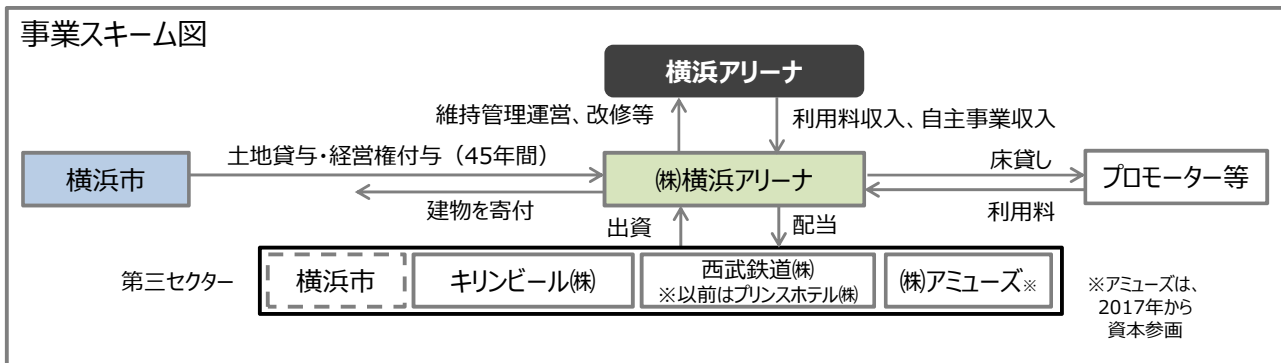 事業スキーム図
横浜アリーナ
維持管理運営、改修等
利用料収入、自主事業収入
土地貸与・経営権付与（45年間）
床貸し
横浜市
㈱横浜アリーナ
プロモーター等
建物を寄付
利用料
出資
配当
第三セクター
横浜市
キリンビール㈱
西武鉄道㈱
※以前はプリンスホテル㈱
㈱アミューズ※
※アミューズは、
2017年から
資本参画